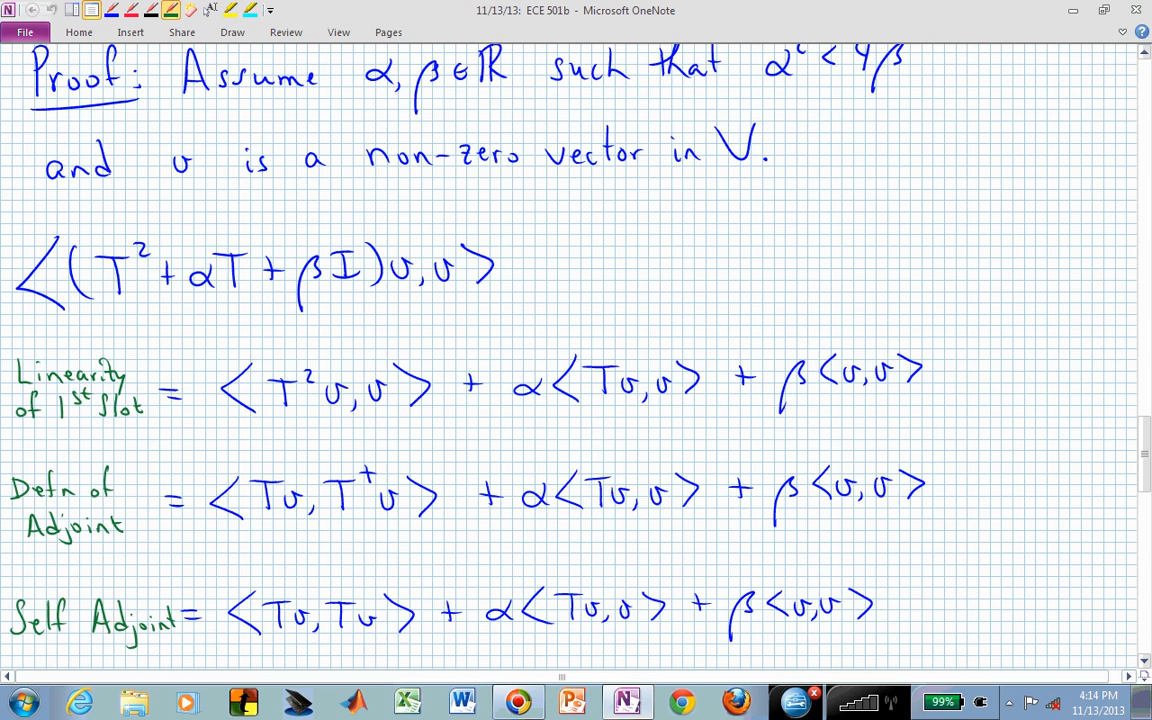 11/13/13: ECE 501b - Microsoft OneNote
File Home Insert Share Draw Review View Pages
Proof: Assume α, β ∈ ℝ such that α² < 4β
and v is a non-zero vector in V.
<(T² + αT + βI)v, v>
Linearity of 1st slot = <T²v, v> + α<Tv, v> + β<v, v>
Defn of Adjoint = <Tv, T†v> + α<Tv, v> + β<v, v>
Self Adjoint = <Tv, Tv> + α<Tv, v> + β<v, v>
99% 4:14 PM
11/13/2013